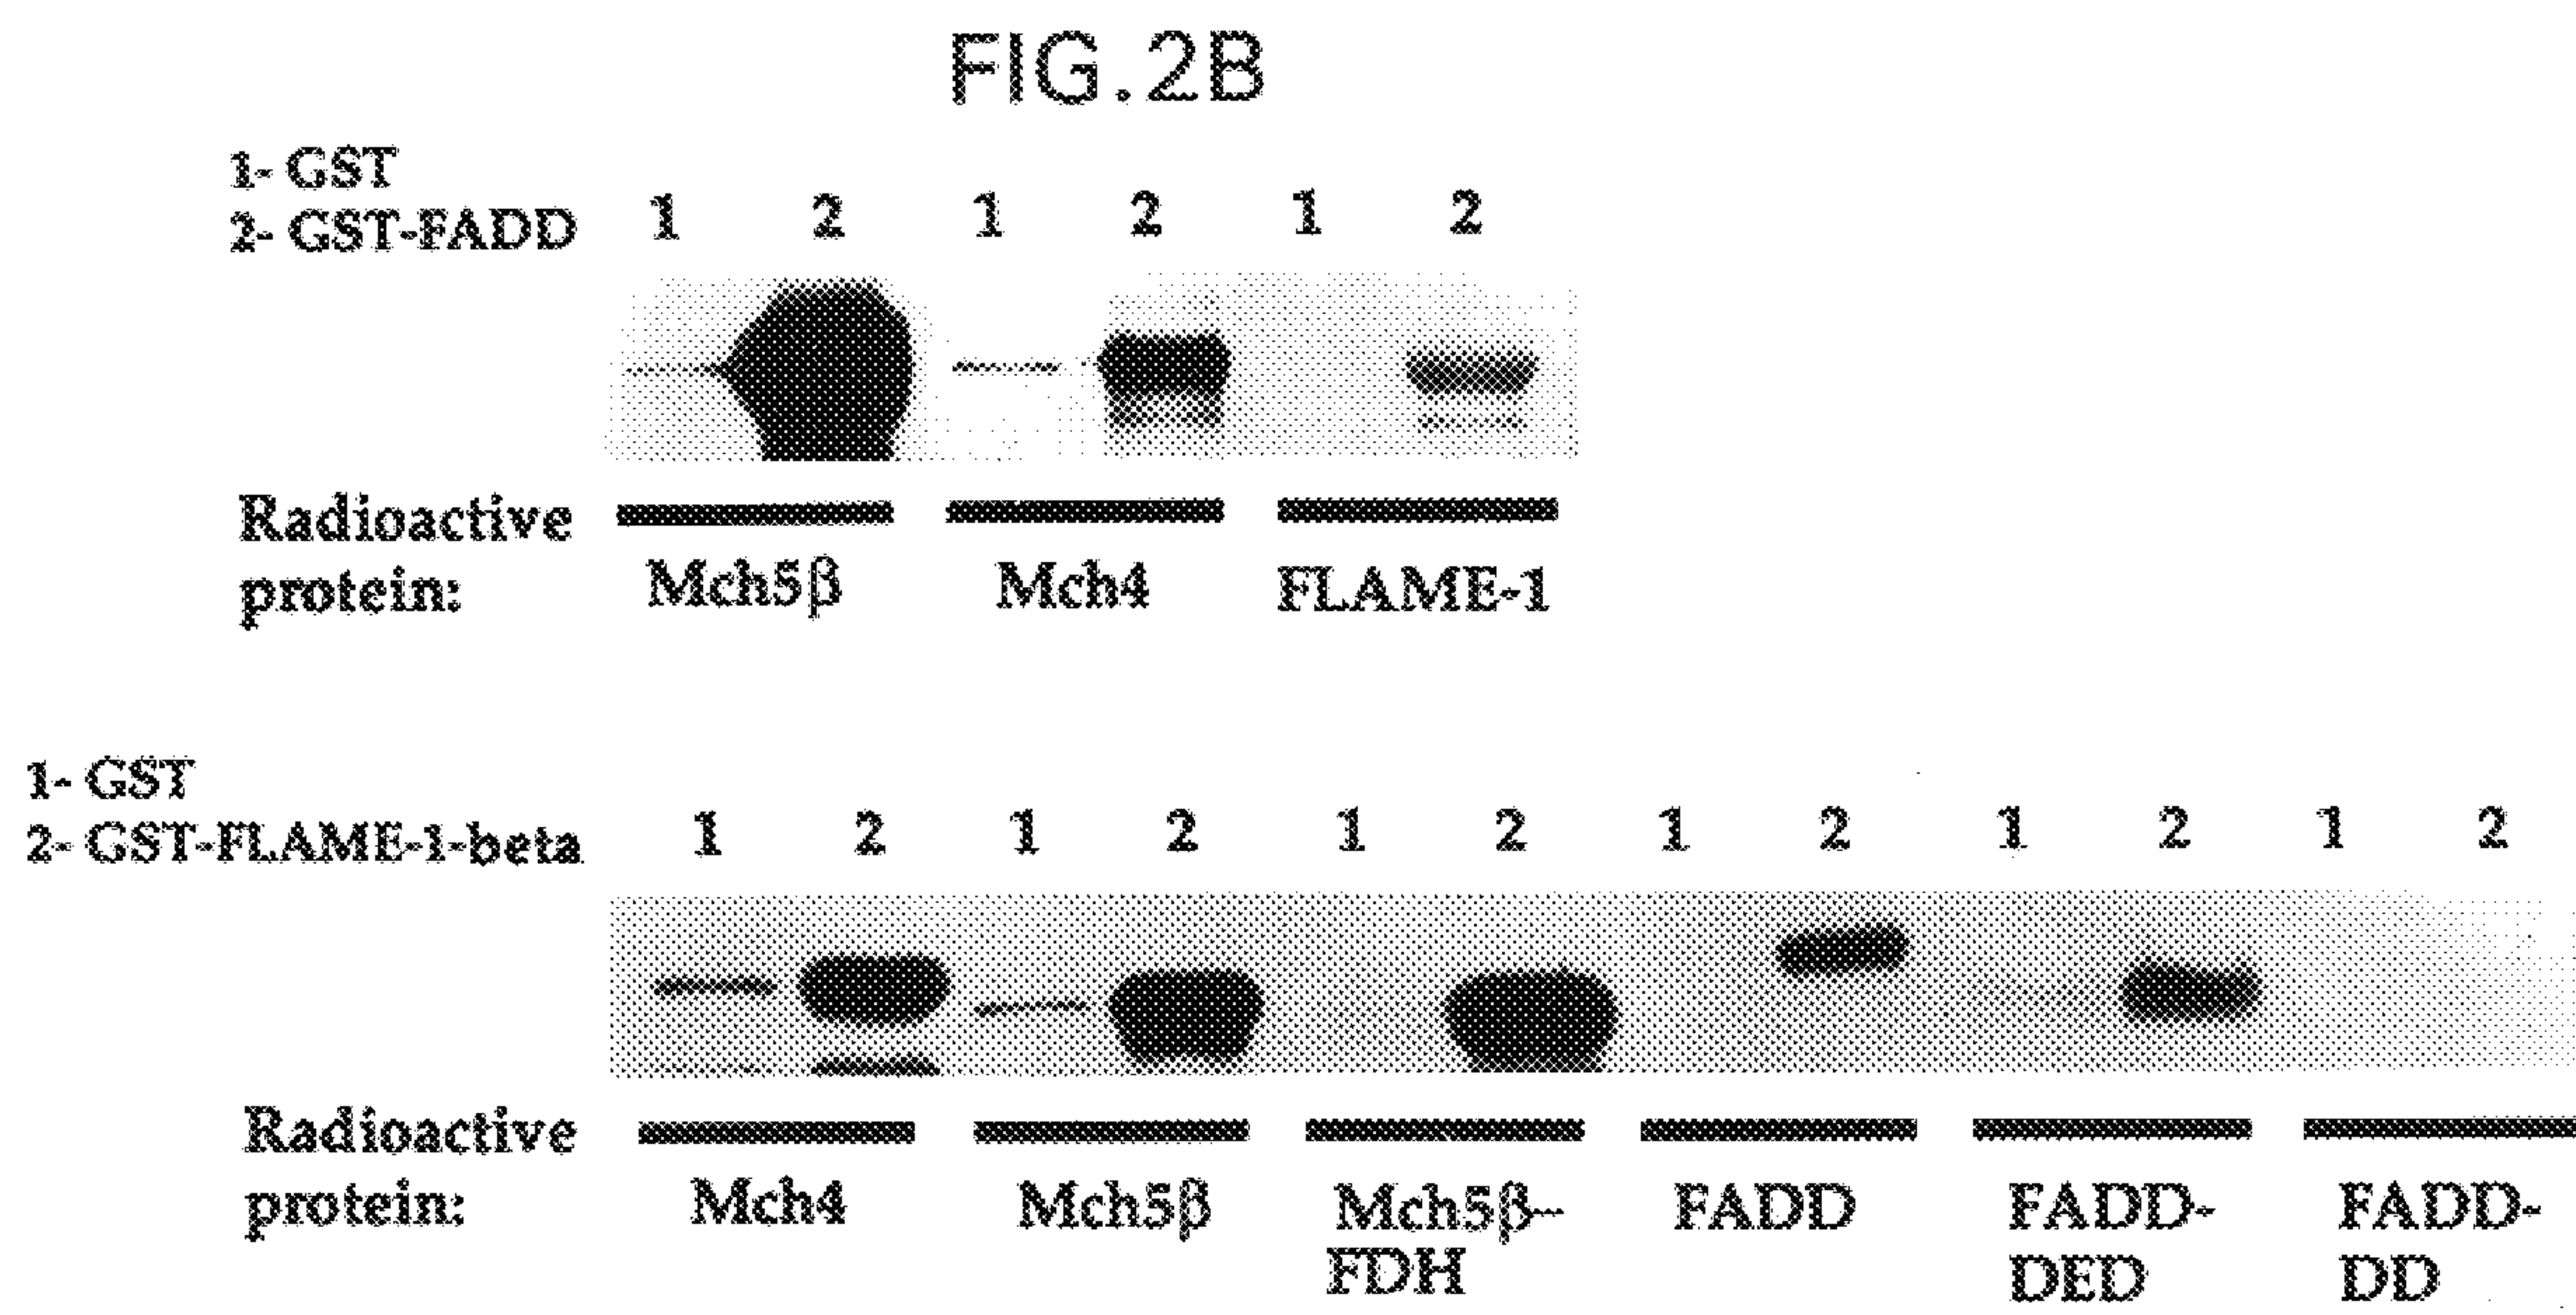 FIG.2B
1- GST
2- GST-FADD 1 2 1 2 1 2
Radioactive
protein: Mch5β Mch4 FLAME-1
1- GST
2- GST-FLAME-1-beta 1 2 1 2 1 2 1 2 1 2 1 2
Radioactive
protein: Mch4 Mch5β Mch5β– FADD FADD- FADD-
FDH DED DD